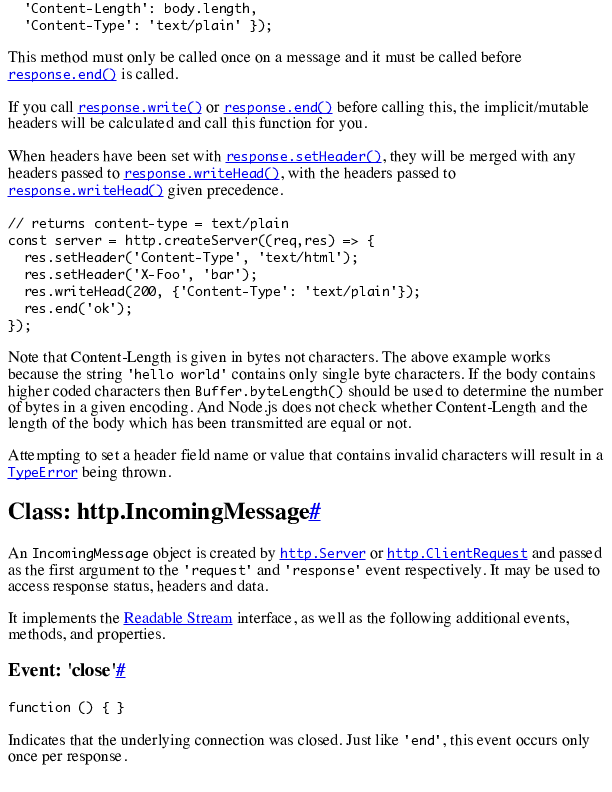 'Content-Length': body.length,
'Content-Type': 'text/plain' });
This method must only be called once on a message and it must be called before
response.end() is called.
If you call response.write() or response.end() before calling this, the implicit/mutable
headers will be calculated and call this function for you.
When headers have been set with response.setHeader(), they will be merged with any
headers passed to response.writeHead(), with the headers passed to
response.writeHead() given precedence.
// returns content-type = text/plain
const server = http.createServer((req,res) => {
  res.setHeader('Content-Type', 'text/html');
  res.setHeader('X-Foo', 'bar');
  res.writeHead(200, {'Content-Type': 'text/plain'});
  res.end('ok');
});
Note that Content-Length is given in bytes not characters. The above example works
because the string 'hello world' contains only single byte characters. If the body contains
higher coded characters then Buffer.byteLength() should be used to determine the number
of bytes in a given encoding. And Node.js does not check whether Content-Length and the
length of the body which has been transmitted are equal or not.
Attempting to set a header field name or value that contains invalid characters will result in a
TypeError being thrown.
Class: http.IncomingMessage#
An IncomingMessage object is created by http.Server or http.ClientRequest and passed
as the first argument to the 'request' and 'response' event respectively. It may be used to
access response status, headers and data.
It implements the Readable Stream interface, as well as the following additional events,
methods, and properties.
Event: 'close'#
function () { }
Indicates that the underlying connection was closed. Just like 'end', this event occurs only
once per response.